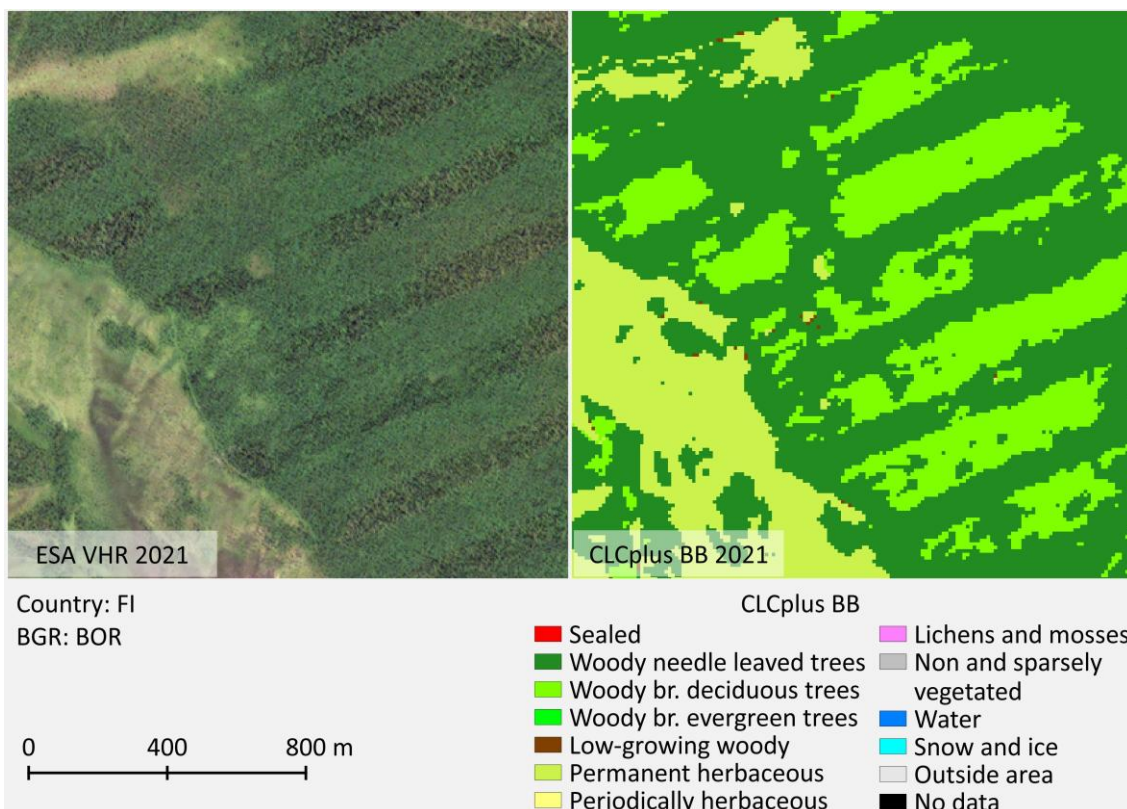 ESA VHR 2021
CLCplus BB 2021
Country: FI
BGR: BOR
0 400 800 m
CLCplus BB
Sealed
Woody needle leaved trees
Woody br. deciduous trees
Woody br. evergreen trees
Low-growing woody
Permanent herbaceous
Periodically herbaceous
Lichens and mosses
Non and sparsely
vegetated
Water
Snow and ice
Outside area
No data